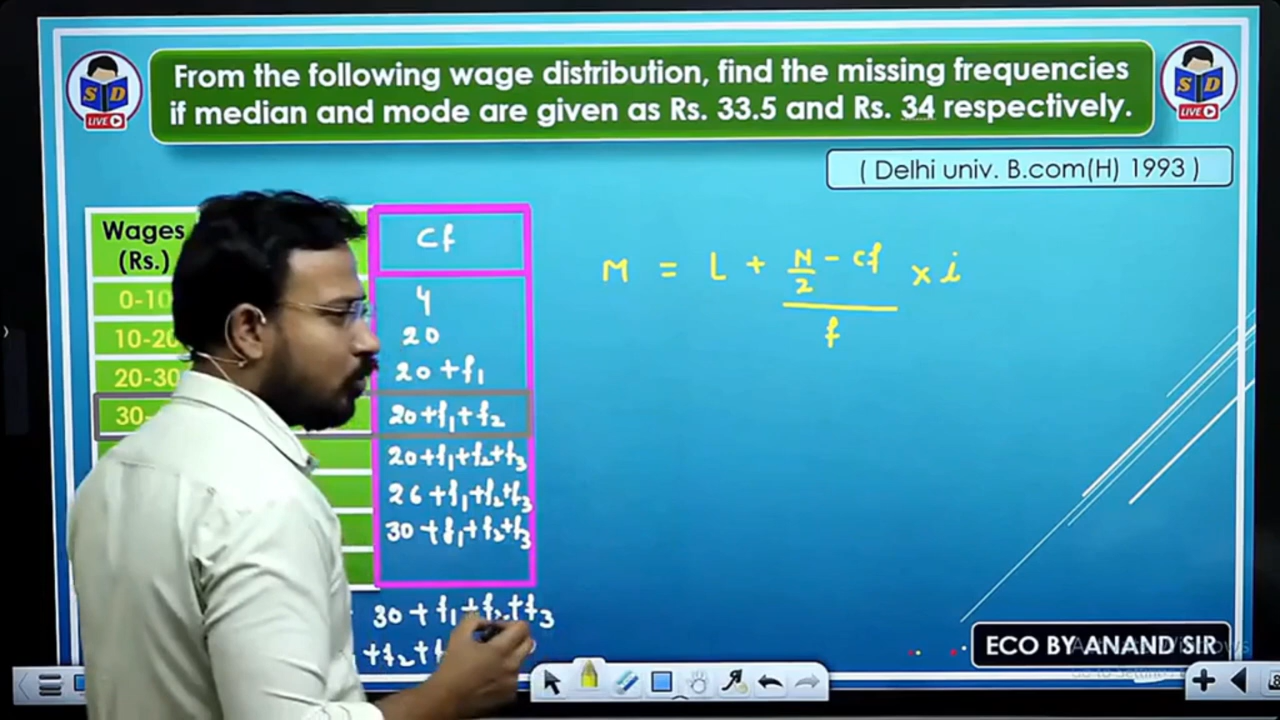 From the following wage distribution, find the missing frequencies
if median and mode are given as Rs. 33.5 and Rs. 34 respectively.
S D
LIVE
S D
LIVE
( Delhi univ. B.com(H) 1993 )
Wages
(Rs.)
Cf
0-10
4
10-20
20
20-30
20 + f₁
30-
20+f₁+f₂
20+f₁+f₂+f₃
26+f₁+f₂+f₃
30+f₁+f₂+f₃
30 + f₁+f₂+f₃
M = L + N/2 - cf / f × i
ECO BY ANAND SIR